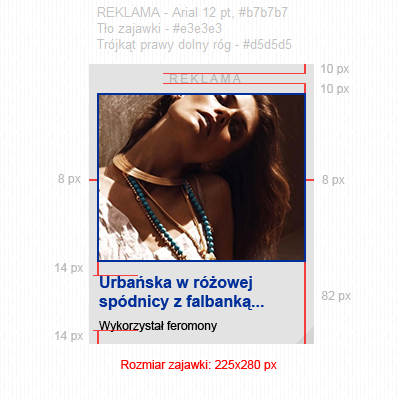 REKLAMA - Arial 12 pt, #b7b7b7
Tło zajawki - #e3e3e3
Trójkąt prawy dolny róg - #d5d5d5
10 px
REKLAMA
10 px
8 px
8 px
14 px
Urbańska w różowej
spódnicy z falbanką...
82 px
Wykorzystał feromony
14 px
Rozmiar zajawki: 225x280 px